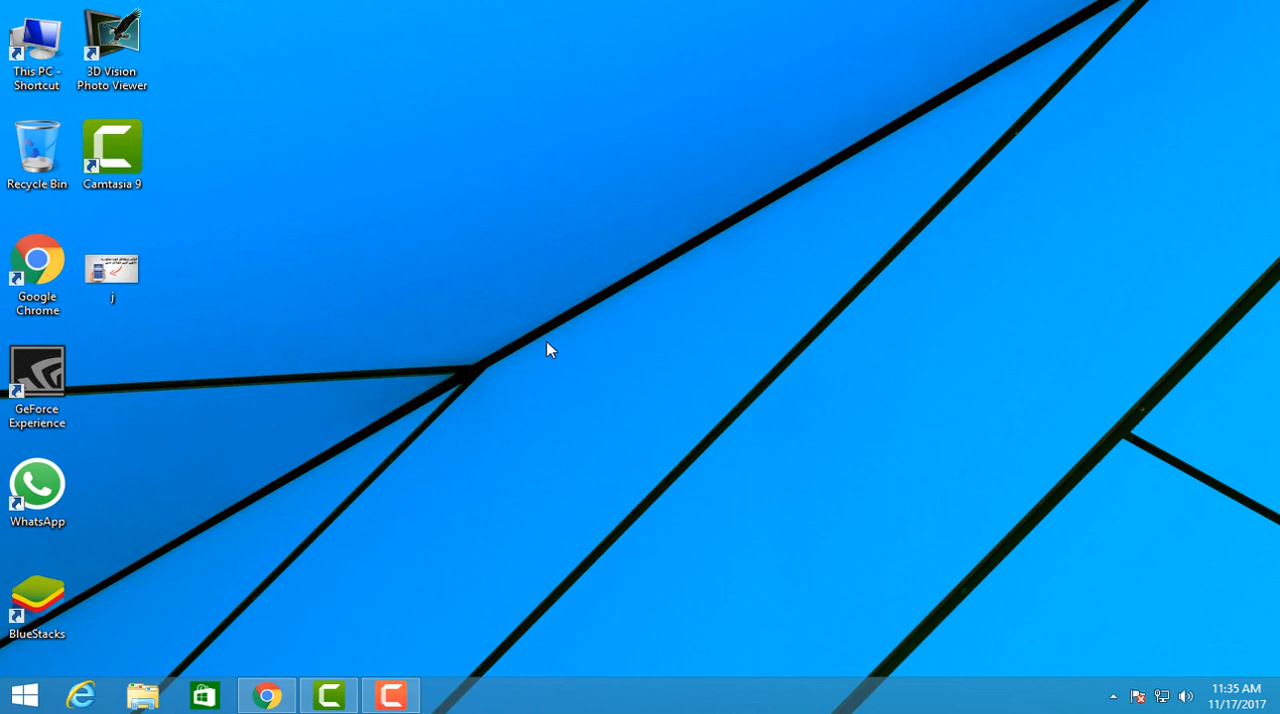 This PC -
Shortcut
3D Vision
Photo Viewer
Recycle Bin
Camtasia 9
Google
Chrome
j
GeForce
Experience
WhatsApp
BlueStacks
11:35 AM
11/17/2017